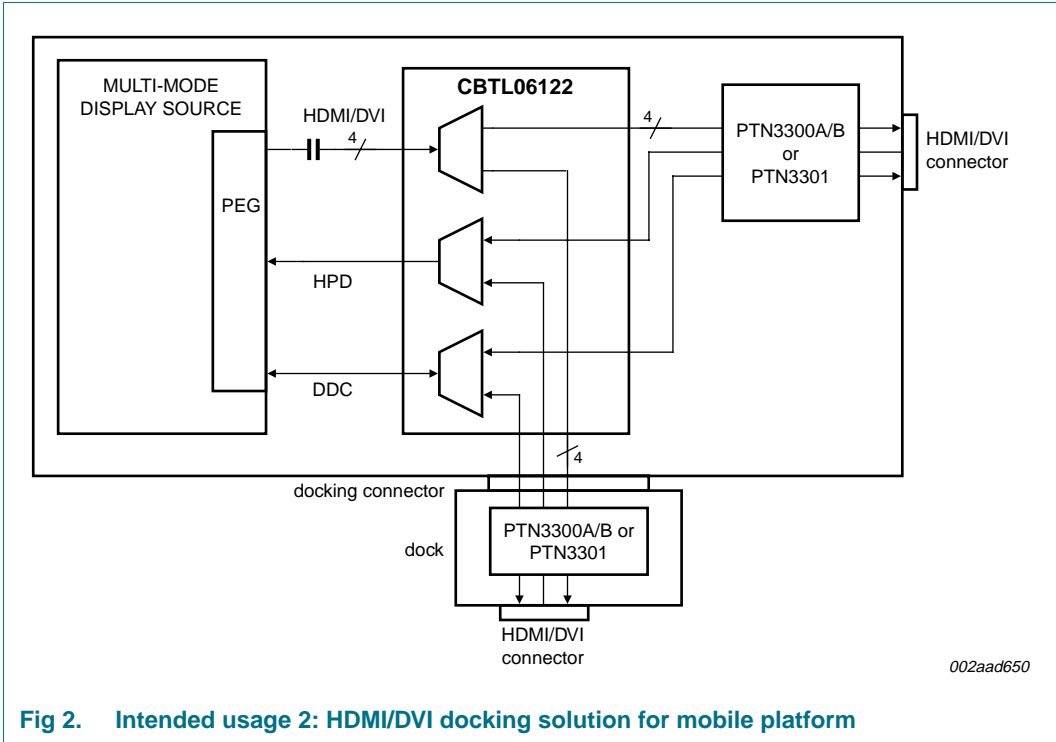 MULTI-MODE
DISPLAY SOURCE
PEG
HDMI/DVI
4
HPD
DDC
CBTL06122
4
4
PTN3300A/B
or
PTN3301
HDMI/DVI
connector
docking connector
dock
PTN3300A/B or
PTN3301
HDMI/DVI
connector
002aad650
Fig 2. Intended usage 2: HDMI/DVI docking solution for mobile platform